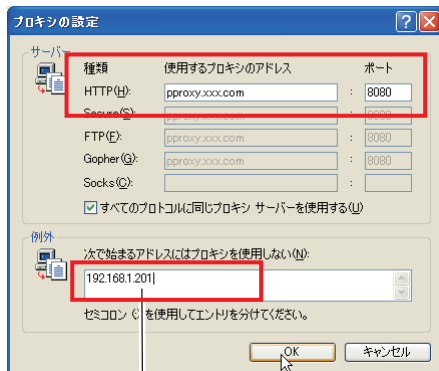 プロキシの設定
サーバー
種類 使用するプロキシのアドレス ポート
HTTP(H): pproxy.xxx.com : 8080
Secure(S): pproxy.xxx.com : 8080
FTP(F): pproxy.xxx.com : 8080
Gopher(G): pproxy.xxx.com : 8080
Socks(C): :
すべてのプロトコルに同じプロキシ サーバーを使用する(U)
例外
次で始まるアドレスにはプロキシを使用しない(N):
192.168.1.201
セミコロン (;) を使用してエントリを分けてください。
OK キャンセル